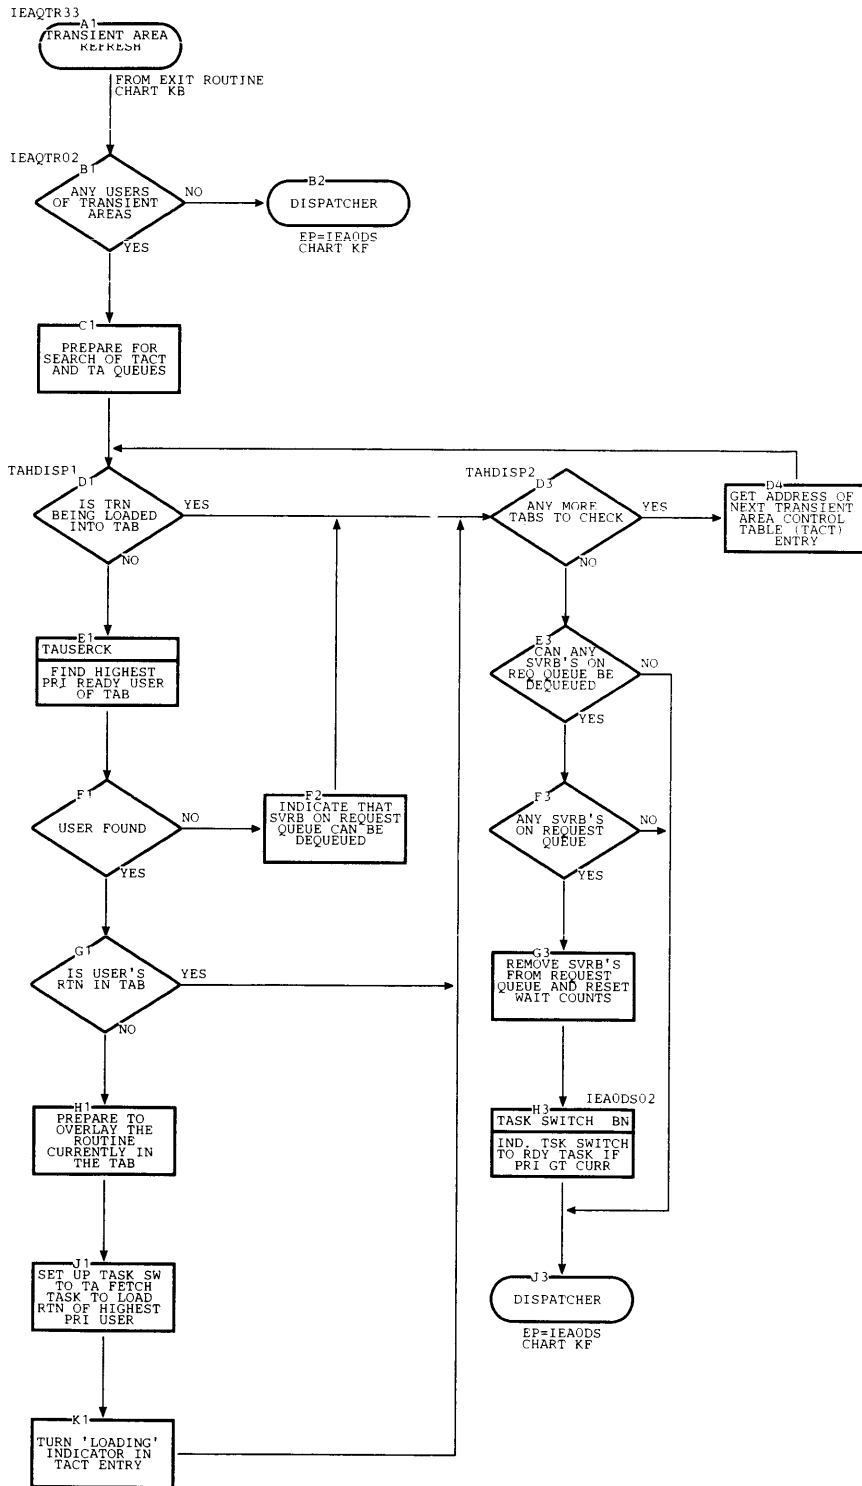 IEAQTR33
A1
TRANSIENT AREA
REFRESH
FROM EXIT ROUTINE
CHART KB
IEAQTR02
B1
ANY USERS
OF TRANSIENT
AREAS
NO
YES
B2
DISPATCHER
EP=IEA0DS
CHART KF
C1
PREPARE FOR
SEARCH OF TACT
AND TA QUEUES
TAHDISP1
D1
IS TRN
BEING LOADED
INTO TAB
YES
NO
TAHDISP2
D3
ANY MORE
TABS TO CHECK
YES
NO
D4
GET ADDRESS OF
NEXT TRANSIENT
AREA CONTROL
TABLE (TACT)
ENTRY
E1
TAUSERCK
FIND HIGHEST
PRI READY USER
OF TAB
E3
CAN ANY
SVRB'S ON
REQ QUEUE BE
DEQUEUED
NO
YES
F1
USER FOUND
NO
YES
F2
INDICATE THAT
SVRB ON REQUEST
QUEUE CAN BE
DEQUEUED
F3
ANY SVRB'S
ON REQUEST
QUEUE
NO
YES
G1
IS USER'S
RTN IN TAB
YES
NO
G3
REMOVE SVRB'S
FROM REQUEST
QUEUE AND RESET
WAIT COUNTS
H1
PREPARE TO
OVERLAY THE
ROUTINE
CURRENTLY IN
THE TAB
IEA0DS02
H3
TASK SWITCH BN
IND. TSK SWITCH
TO RDY TASK IF
PRI GT CURR
J1
SET UP TASK SW
TO TA FETCH
TASK TO LOAD
RTN OF HIGHEST
PRI USER
J3
DISPATCHER
EP=IEA0DS
CHART KF
K1
TURN 'LOADING'
INDICATOR IN
TACT ENTRY